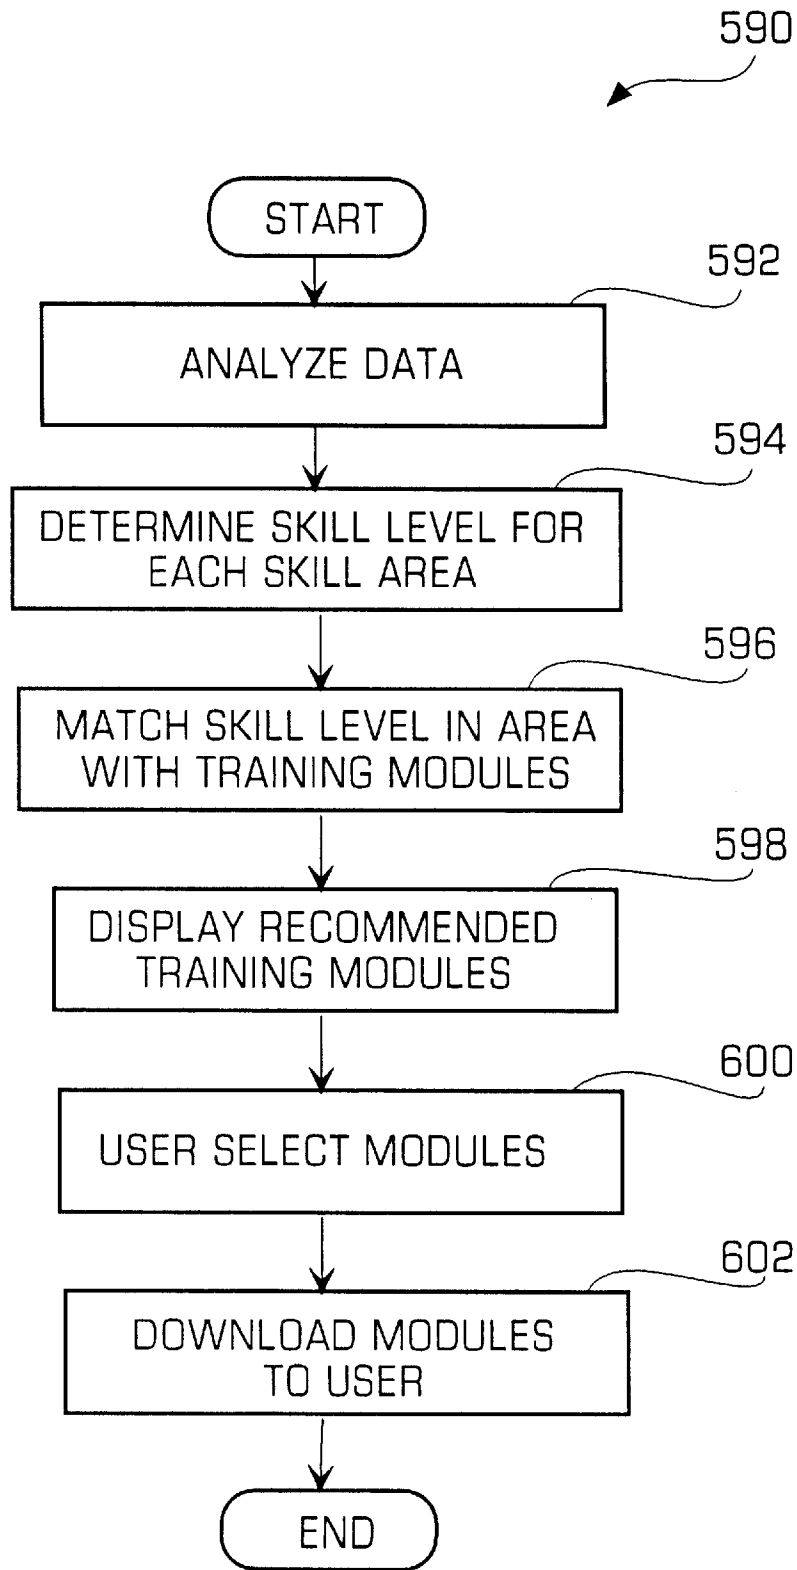 590
START
592
ANALYZE DATA
594
DETERMINE SKILL LEVEL FOR
EACH SKILL AREA
596
MATCH SKILL LEVEL IN AREA
WITH TRAINING MODULES
598
DISPLAY RECOMMENDED
TRAINING MODULES
600
USER SELECT MODULES
602
DOWNLOAD MODULES
TO USER
END